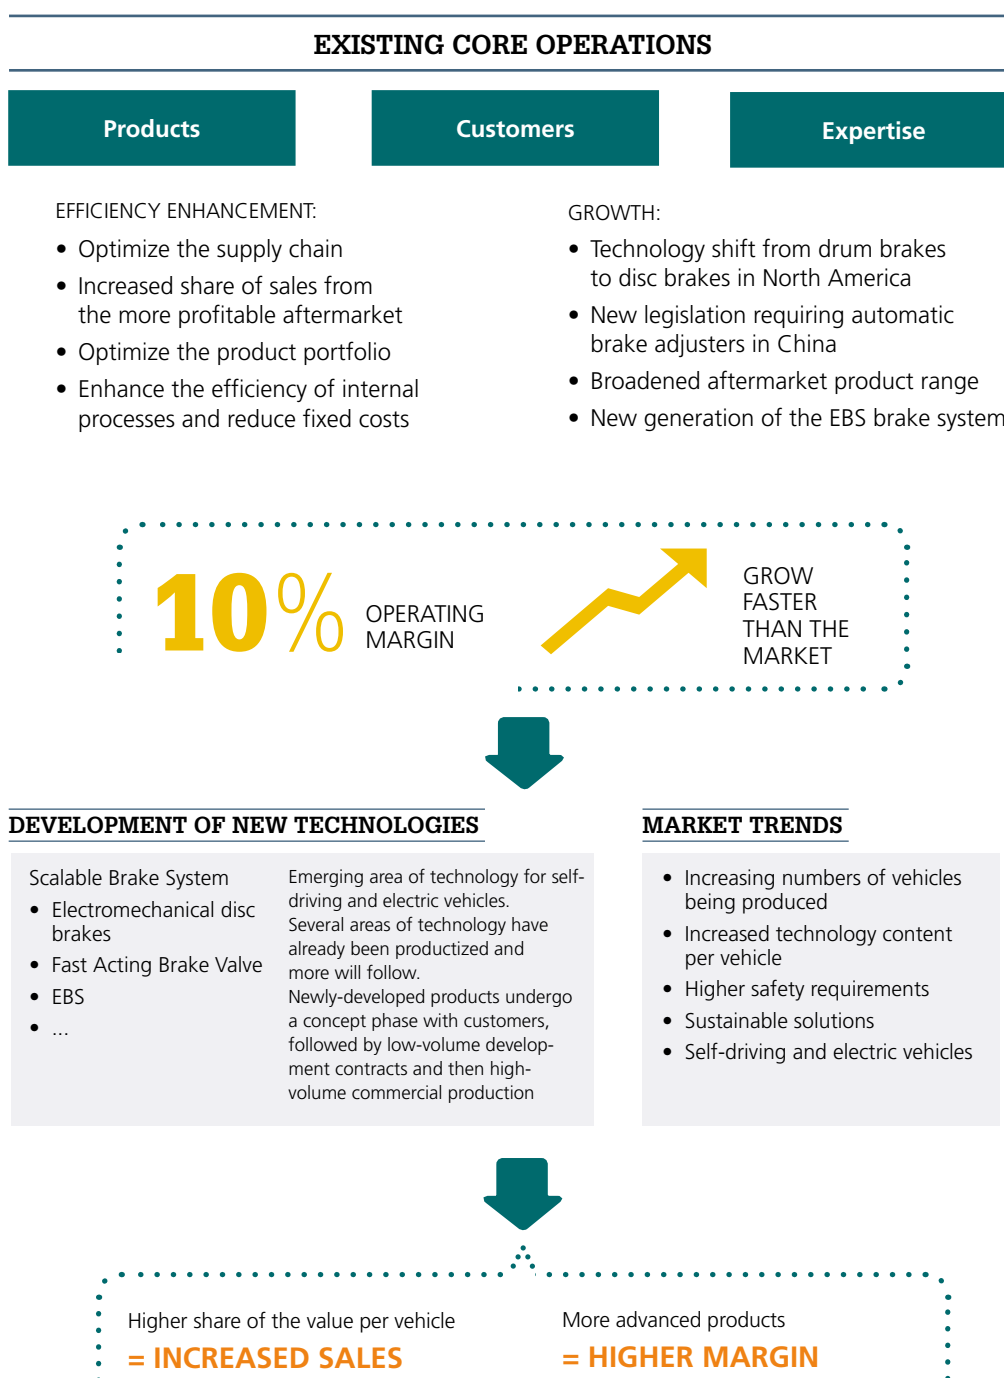 EXISTING CORE OPERATIONS
Products
Customers
Expertise
EFFICIENCY ENHANCEMENT:
• Optimize the supply chain
• Increased share of sales from
the more profitable aftermarket
• Optimize the product portfolio
• Enhance the efficiency of internal
processes and reduce fixed costs
GROWTH:
• Technology shift from drum brakes
to disc brakes in North America
• New legislation requiring automatic
brake adjusters in China
• Broadened aftermarket product range
• New generation of the EBS brake system
10%
OPERATING
MARGIN
GROW
FASTER
THAN THE
MARKET
DEVELOPMENT OF NEW TECHNOLOGIES
Scalable Brake System
• Electromechanical disc
brakes
• Fast Acting Brake Valve
• EBS
• ...
Emerging area of technology for self-
driving and electric vehicles.
Several areas of technology have
already been productized and
more will follow.
Newly-developed products undergo
a concept phase with customers,
followed by low-volume develop-
ment contracts and then high-
volume commercial production
MARKET TRENDS
• Increasing numbers of vehicles
being produced
• Increased technology content
per vehicle
• Higher safety requirements
• Sustainable solutions
• Self-driving and electric vehicles
Higher share of the value per vehicle
= INCREASED SALES
More advanced products
= HIGHER MARGIN